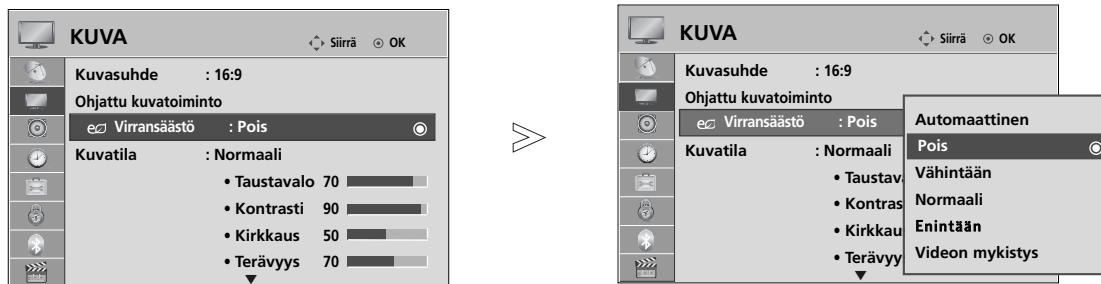 KUVA Siirrä OK
Kuvasuhde : 16:9
Ohjattu kuvatoiminto
e Virransäästö : Pois
Kuvatila : Normaali
• Taustavalo 70
• Kontrasti 90
• Kirkkaus 50
• Terävyys 70
KUVA Siirrä OK
Kuvasuhde : 16:9
Ohjattu kuvatoiminto
e Virransäästö : Pois
Kuvatila : Normaali
• Taustav
• Kontras
• Kirkkau
• Terävyy
Automaattinen
Pois
Vähintään
Normaali
Enintään
Videon mykistys